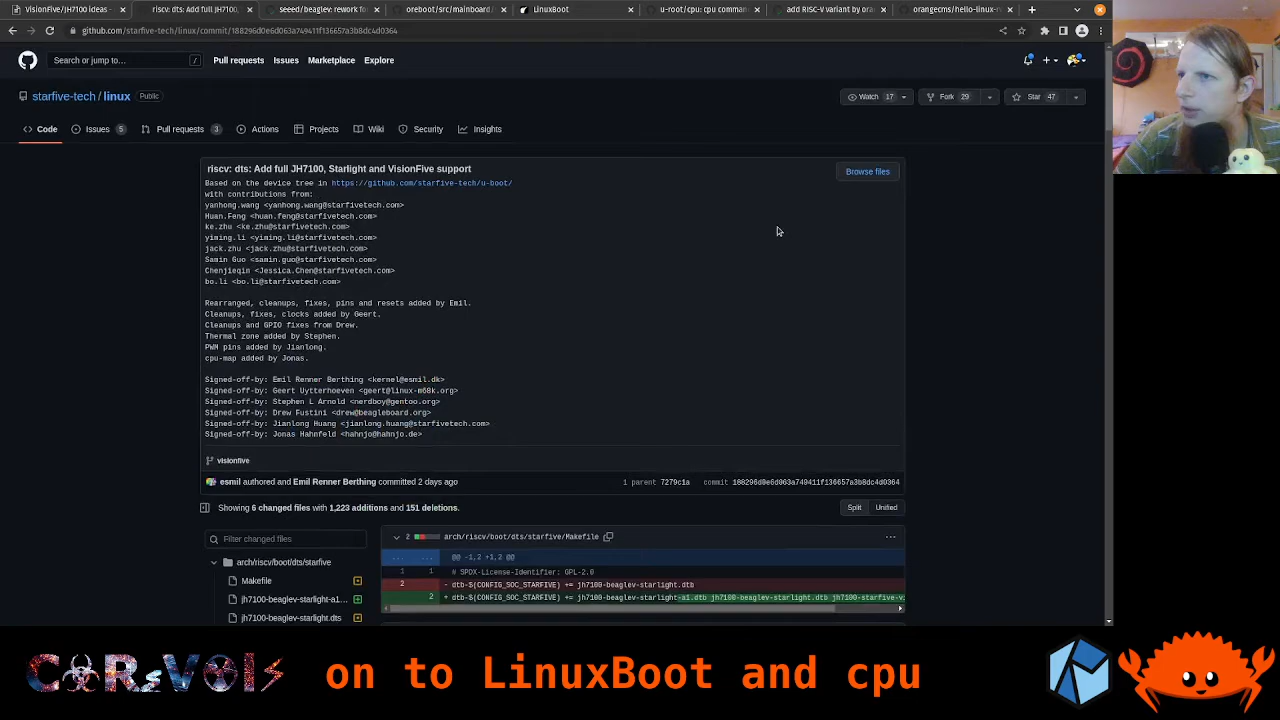 VisionFive/JH7100 ideas -
riscv: dts: Add full JH7100,
seeed/beaglev: rework fo
oreboot/src/mainboard/
LinuxBoot
u-root/cpu: cpu comman
add RISC-V variant by ora
orangecms/hello-linux-r
github.com/starfive-tech/linux/commit/188296d0e6d063a749411f136657a3b8dc4d0364
Search or jump to... /
Pull requests Issues Marketplace Explore
starfive-tech / linux Public
Watch 17 Fork 29 Star 47
Code Issues 5 Pull requests 3 Actions Projects Wiki Security Insights
riscv: dts: Add full JH7100, Starlight and VisionFive support
Browse files
Based on the device tree in https://github.com/starfive-tech/u-boot/
with contributions from:
yanhong.wang <yanhong.wang@starfivetech.com>
Huan.Feng <huan.feng@starfivetech.com>
ke.zhu <ke.zhu@starfivetech.com>
yiming.li <yiming.li@starfivetech.com>
jack.zhu <jack.zhu@starfivetech.com>
Samin Guo <samin.guo@starfivetech.com>
Chenjieqin <Jessica.Chen@starfivetech.com>
bo.li <bo.li@starfivetech.com>
Rearranged, cleanups, fixes, pins and resets added by Emil.
Cleanups, fixes, clocks added by Geert.
Cleanups and GPIO fixes from Drew.
Thermal zone added by Stephen.
PWM pins added by Jianlong.
cpu-map added by Jonas.
Signed-off-by: Emil Renner Berthing <kernel@esmil.dk>
Signed-off-by: Geert Uytterhoeven <geert@linux-m68k.org>
Signed-off-by: Stephen L Arnold <nerdboy@gentoo.org>
Signed-off-by: Drew Fustini <drew@beagleboard.org>
Signed-off-by: Jianlong Huang <jianlong.huang@starfivetech.com>
Signed-off-by: Jonas Hahnfeld <hahnjo@hahnjo.de>
visionfive
esmil authored and Emil Renner Berthing committed 2 days ago
1 parent 7279c1a commit 188296d0e6d063a749411f136657a3b8dc4d0364
Showing 6 changed files with 1,223 additions and 151 deletions.
Split Unified
Filter changed files
arch/riscv/boot/dts/starfive
Makefile
jh7100-beaglev-starlight-a1...
jh7100-beaglev-starlight.dts
2 arch/riscv/boot/dts/starfive/Makefile
... ... @@ -1,2 +1,2 @@
1 1 # SPDX-License-Identifier: GPL-2.0
2 - dtb-$(CONFIG_SOC_STARFIVE) += jh7100-beaglev-starlight.dtb
2 + dtb-$(CONFIG_SOC_STARFIVE) += jh7100-beaglev-starlight-a1.dtb jh7100-beaglev-starlight.dtb jh7100-starfive-vi
on to LinuxBoot and cpu